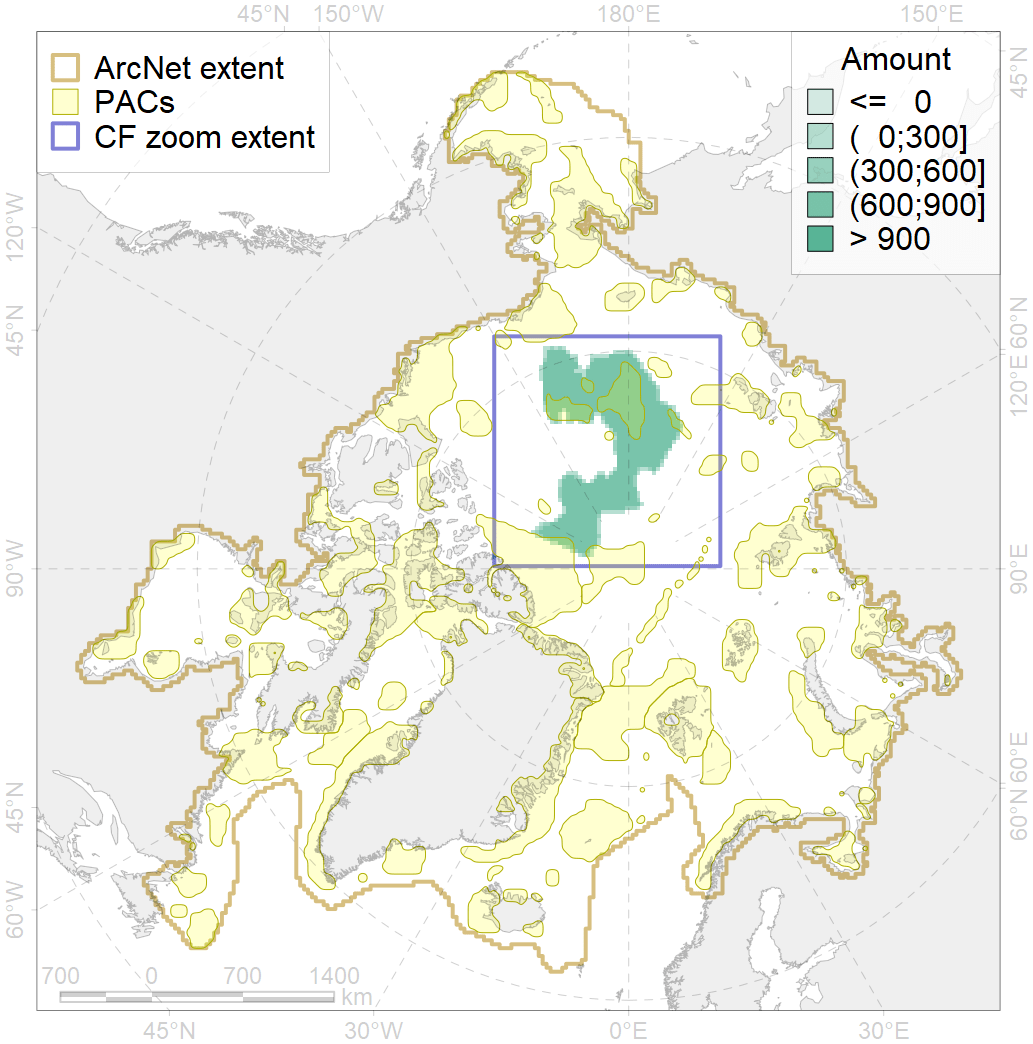 45°N 150°W 180°E 150°E
ArcNet extent
PACs
CF zoom extent
Amount
<= 0
( 0;300]
(300;600]
(600;900]
> 900
45°N
120°W
45°N
90°W
45°N
60°W
60°N
120°E
90°E
60°E
60°N
700 0 700 1400
km
45°N 30°W 0°E 30°E